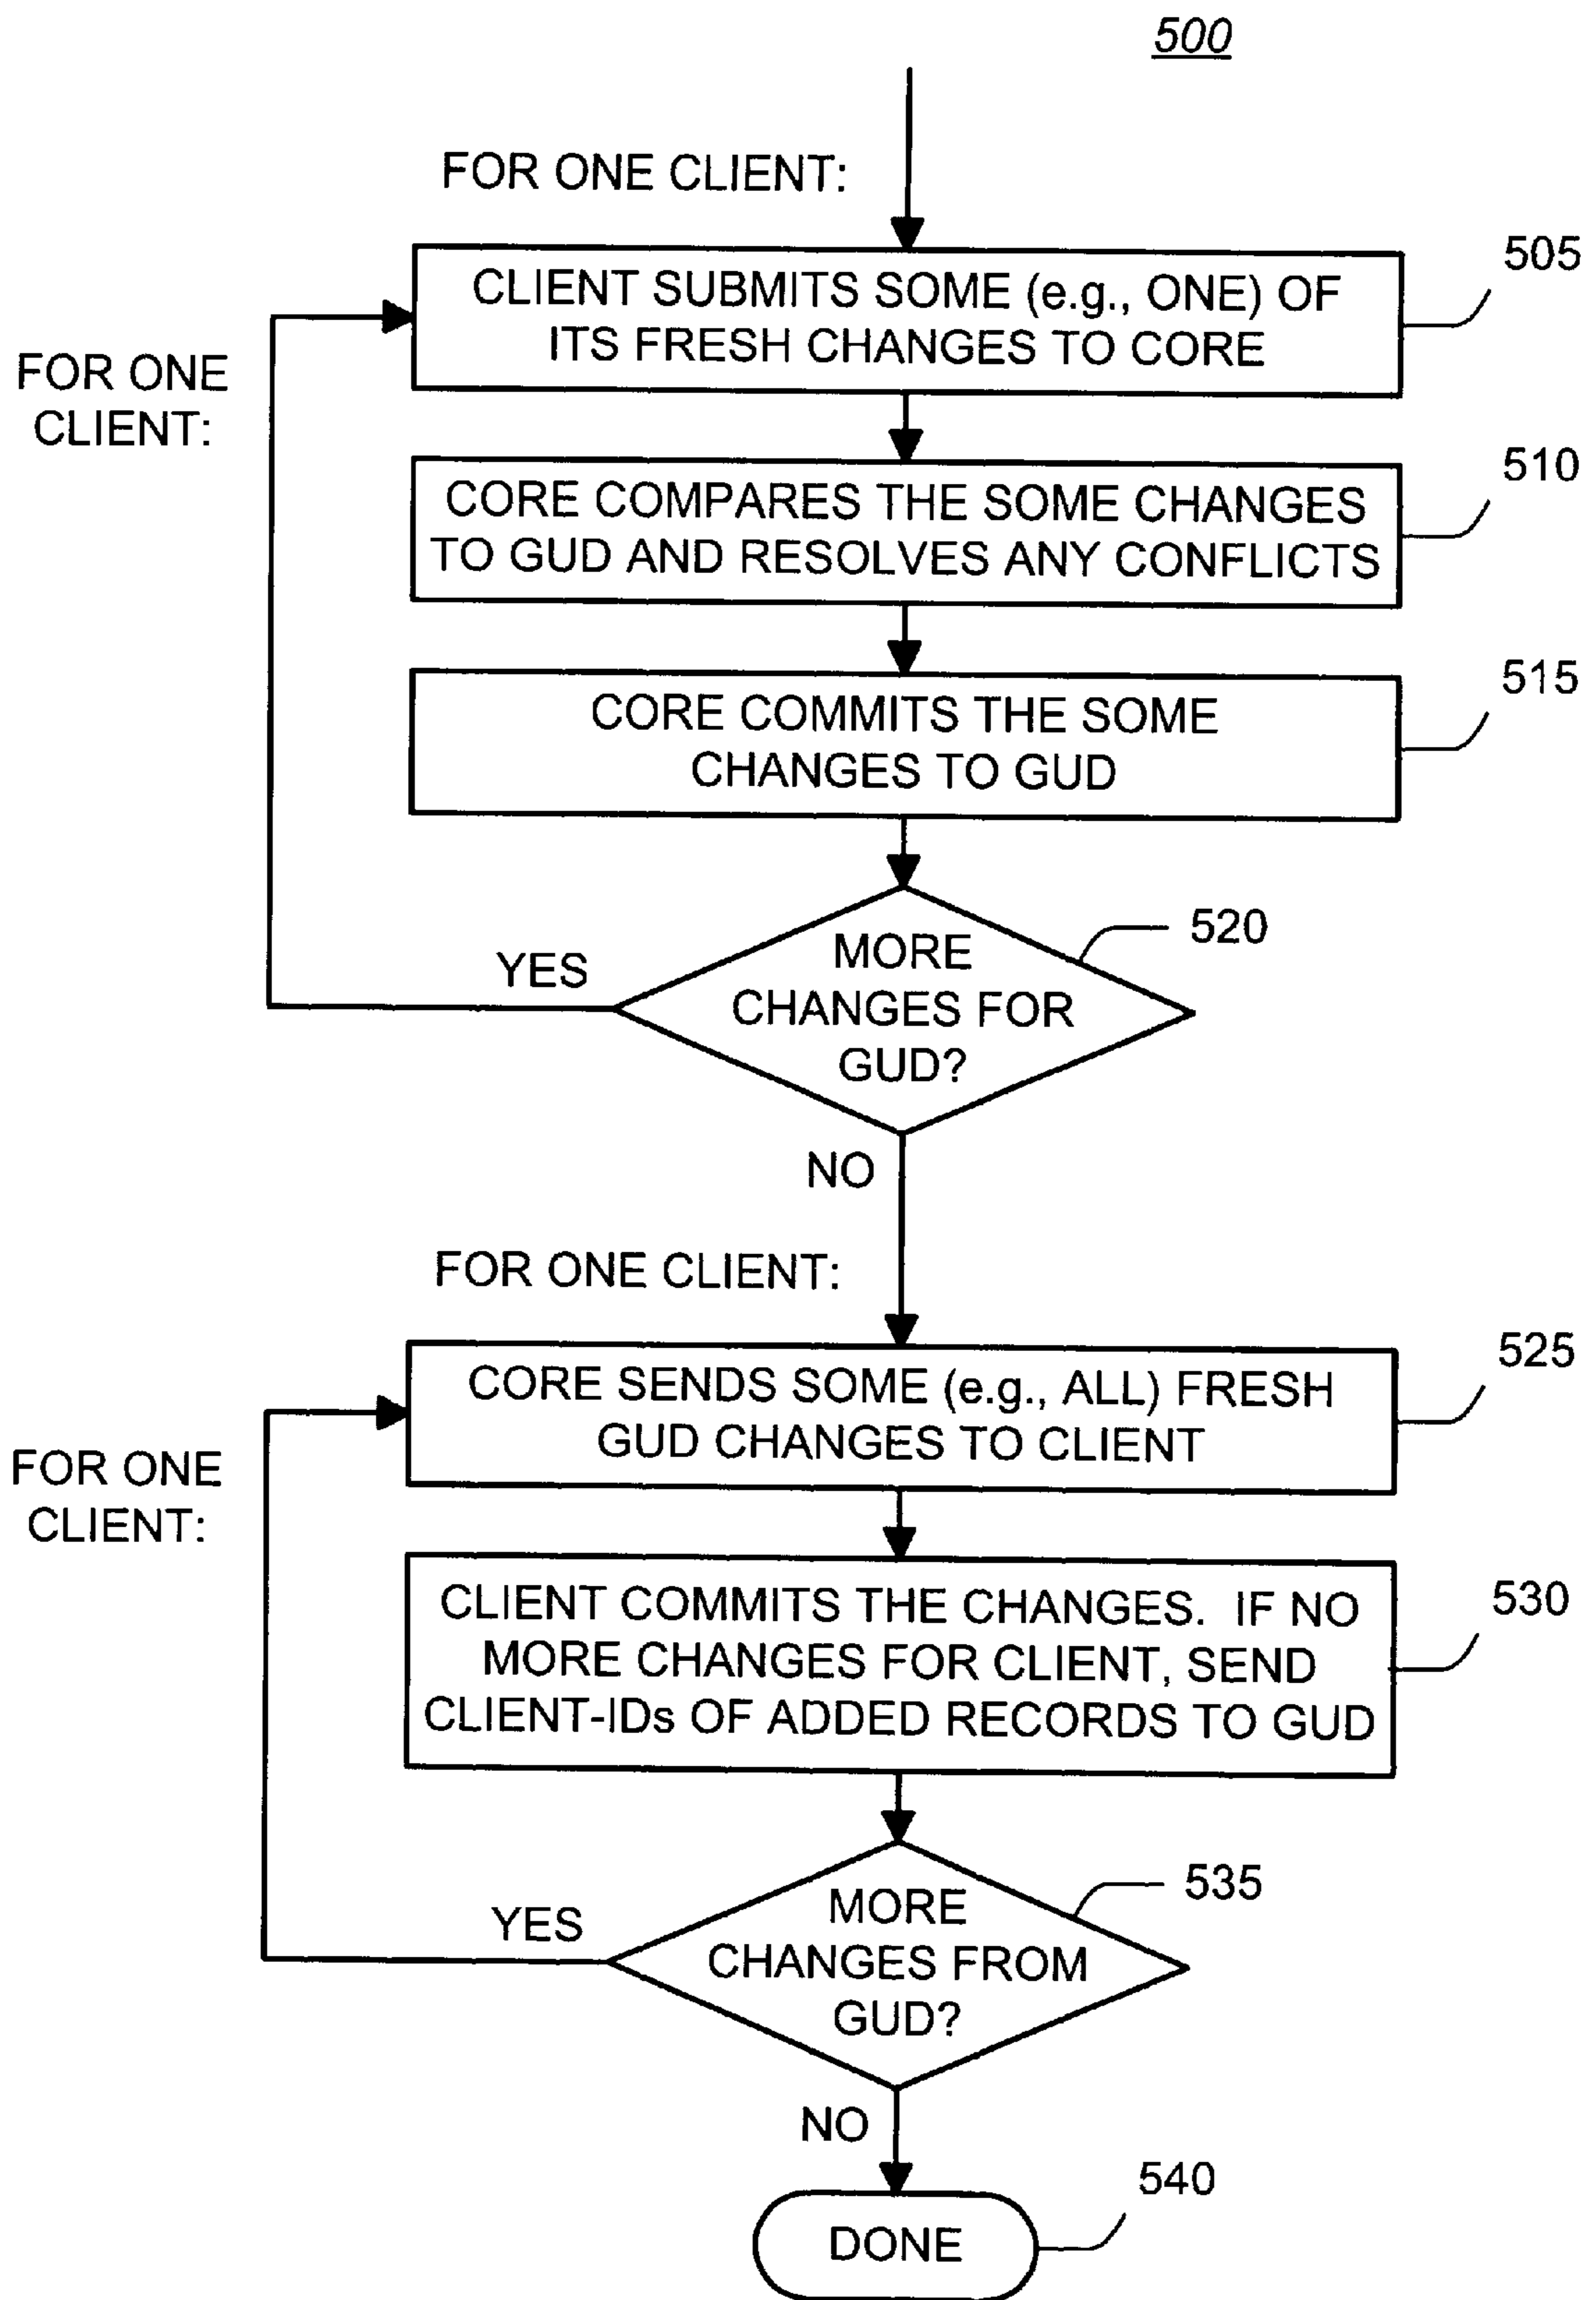 500
FOR ONE CLIENT:
CLIENT SUBMITS SOME (e.g., ONE) OF
ITS FRESH CHANGES TO CORE
505
FOR ONE
CLIENT:
CORE COMPARES THE SOME CHANGES
TO GUD AND RESOLVES ANY CONFLICTS
510
CORE COMMITS THE SOME
CHANGES TO GUD
515
MORE
CHANGES FOR
GUD?
520
YES
NO
FOR ONE CLIENT:
CORE SENDS SOME (e.g., ALL) FRESH
GUD CHANGES TO CLIENT
525
FOR ONE
CLIENT:
CLIENT COMMITS THE CHANGES. IF NO
MORE CHANGES FOR CLIENT, SEND
CLIENT-IDs OF ADDED RECORDS TO GUD
530
MORE
CHANGES FROM
GUD?
535
YES
NO
DONE
540